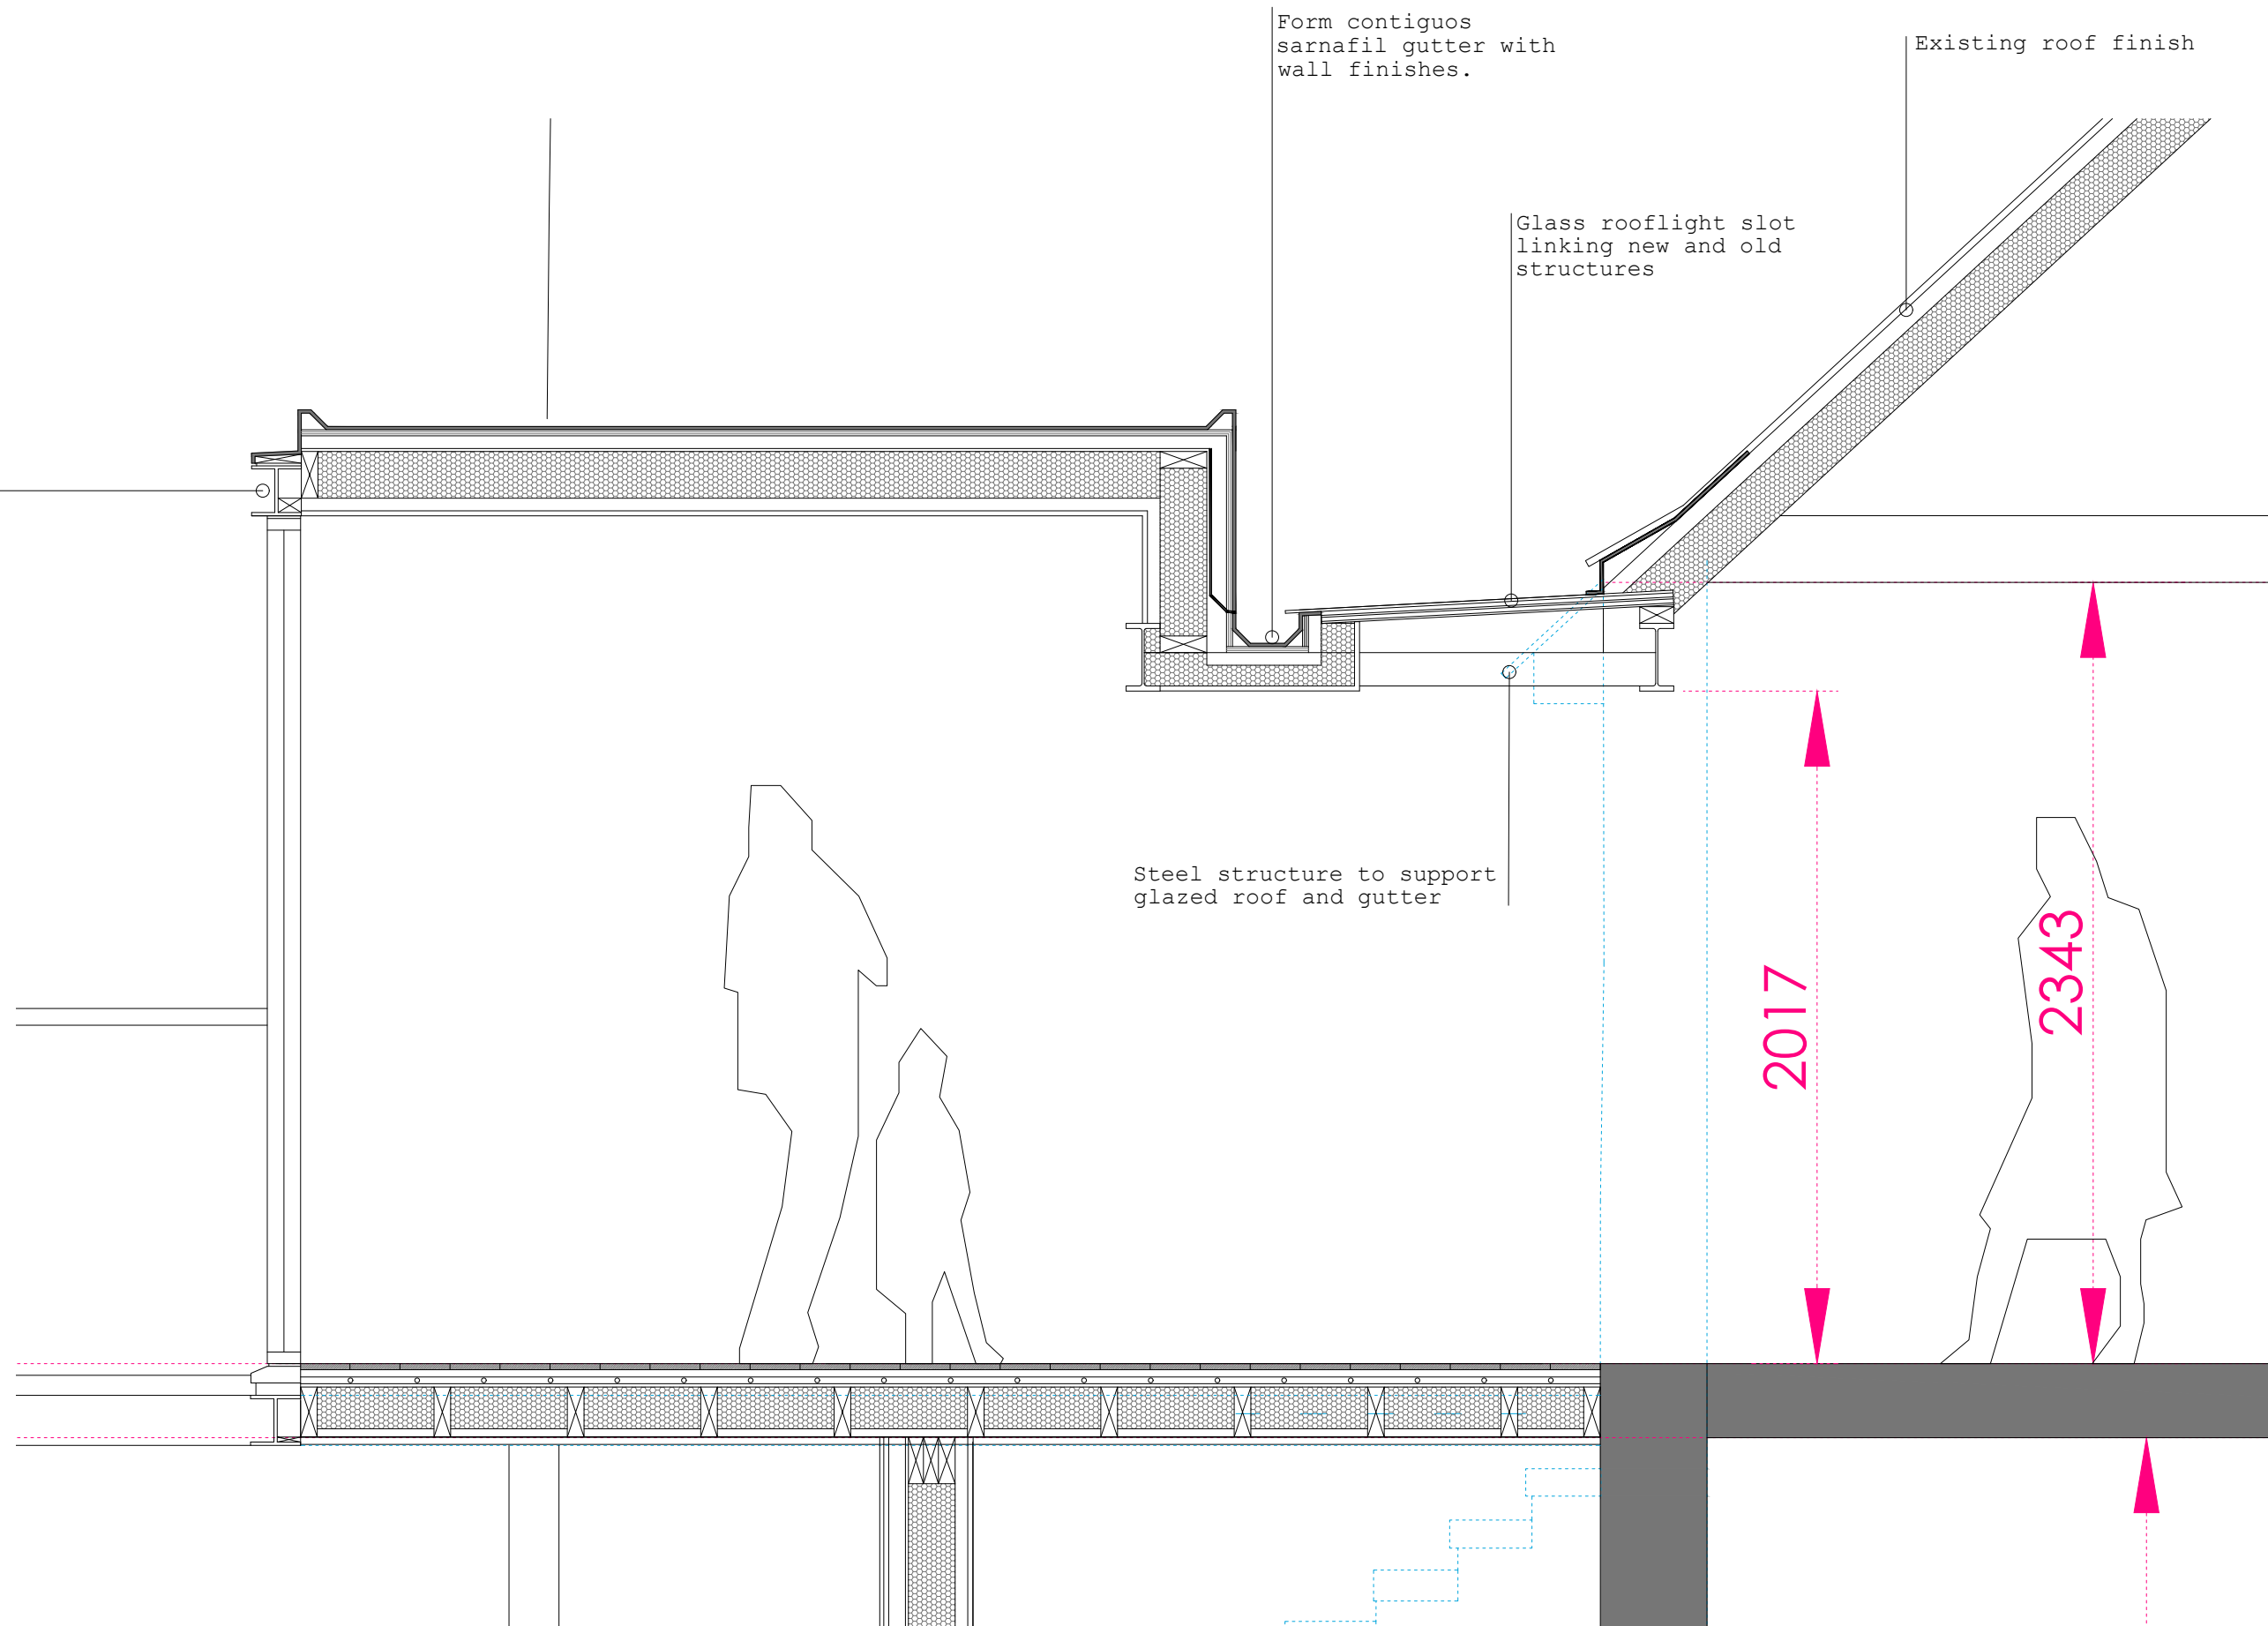 Form contiguos
sarnafil gutter with
wall finishes.
Existing roof finish
Glass rooflight slot
linking new and old
structures
Steel structure to support
glazed roof and gutter
2017
2343